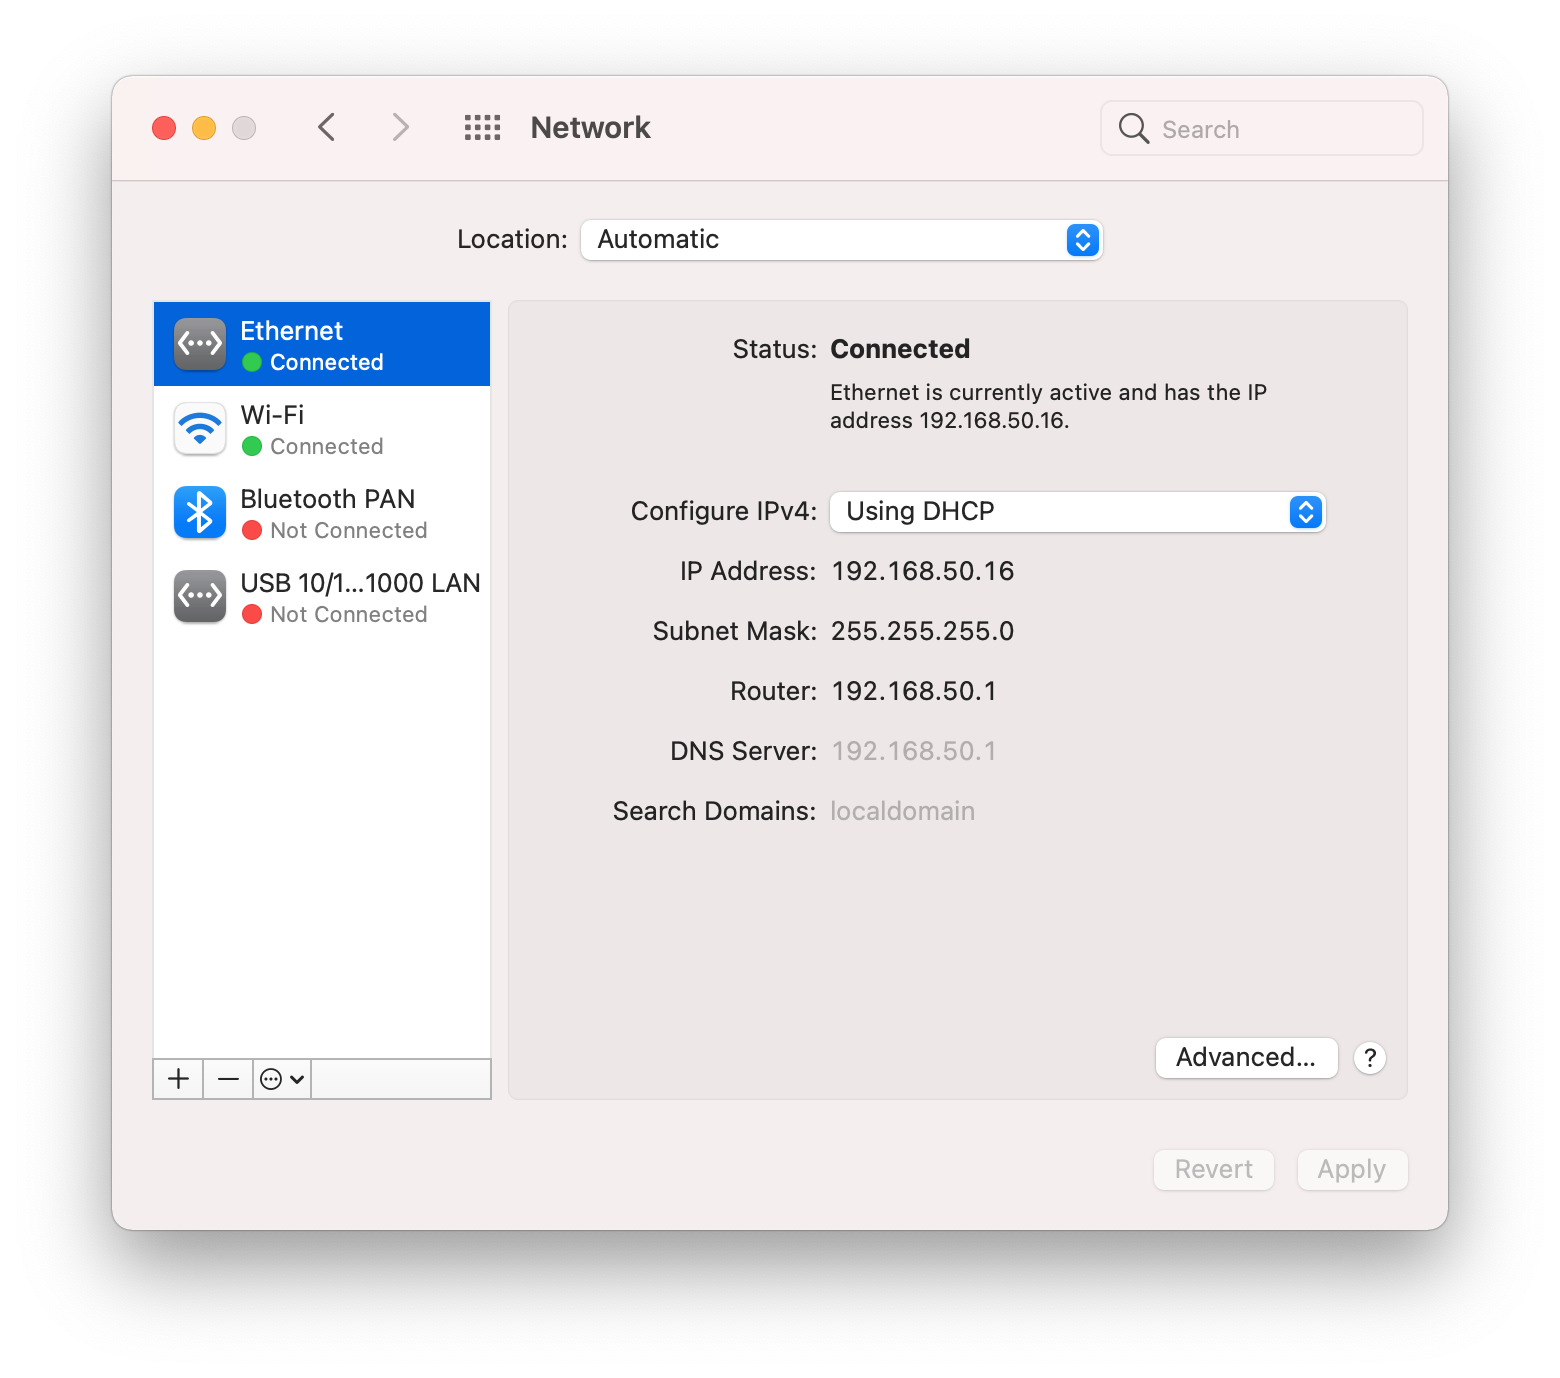 Network
Search
Location: Automatic
Ethernet
Connected
Wi-Fi
Connected
Bluetooth PAN
Not Connected
USB 10/1...1000 LAN
Not Connected
Status: Connected
Ethernet is currently active and has the IP
address 192.168.50.16.
Configure IPv4: Using DHCP
IP Address: 192.168.50.16
Subnet Mask: 255.255.255.0
Router: 192.168.50.1
DNS Server: 192.168.50.1
Search Domains: localdomain
Advanced... ?
Revert Apply